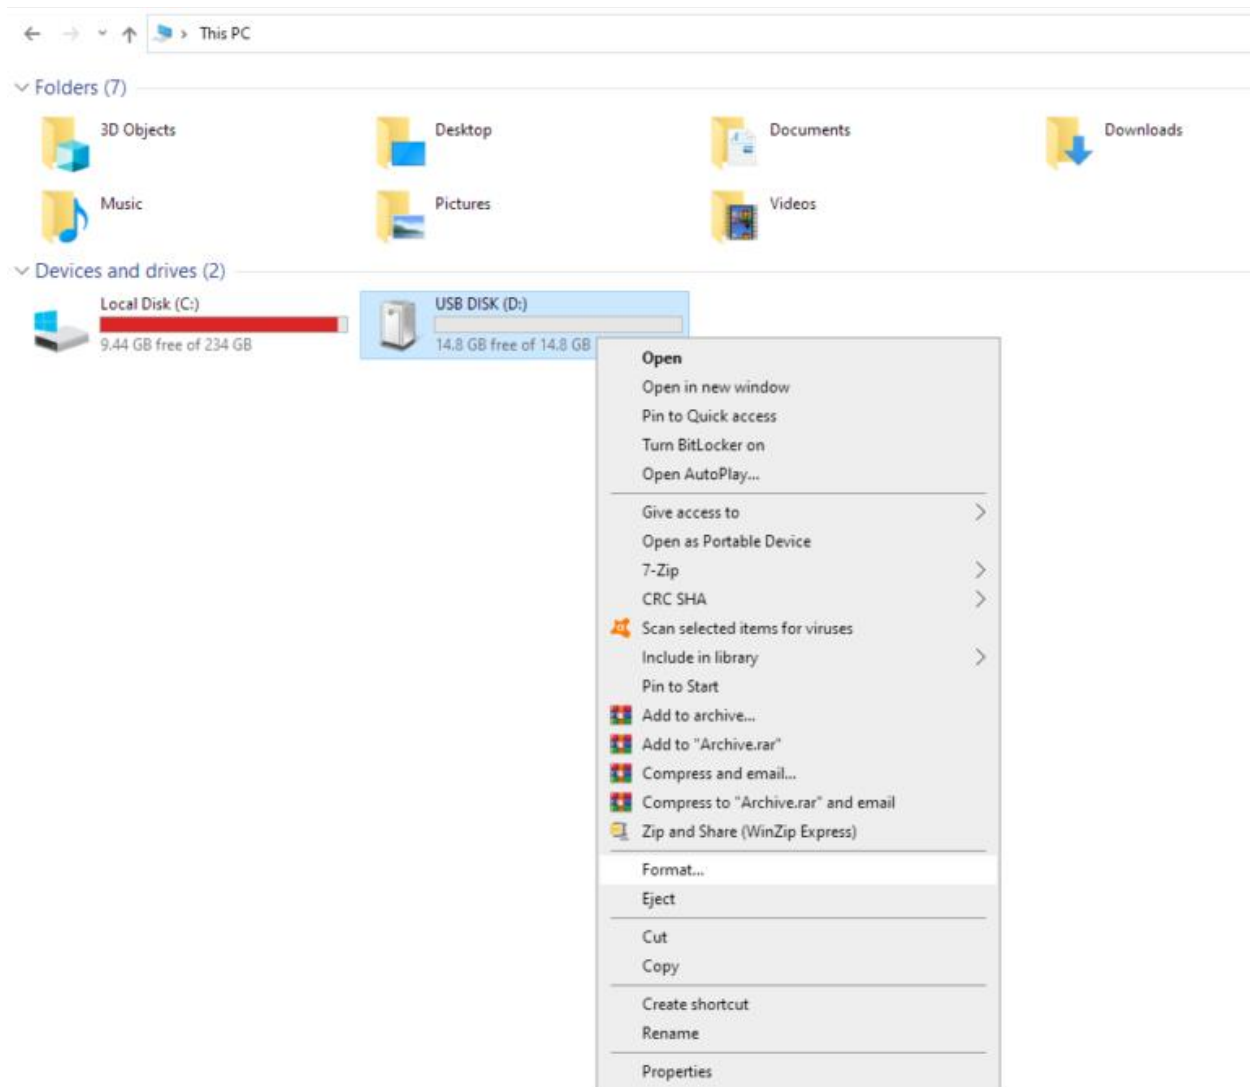 This PC
Folders (7)
3D Objects
Desktop
Documents
Downloads
Music
Pictures
Videos
Devices and drives (2)
Local Disk (C:)
9.44 GB free of 234 GB
USB DISK (D:)
14.8 GB free of 14.8 GB
Open
Open in new window
Pin to Quick access
Turn BitLocker on
Open AutoPlay...
Give access to
Open as Portable Device
7-Zip
CRC SHA
Scan selected items for viruses
Include in library
Pin to Start
Add to archive...
Add to "Archive.rar"
Compress and email...
Compress to "Archive.rar" and email
Zip and Share (WinZip Express)
Format...
Eject
Cut
Copy
Create shortcut
Rename
Properties